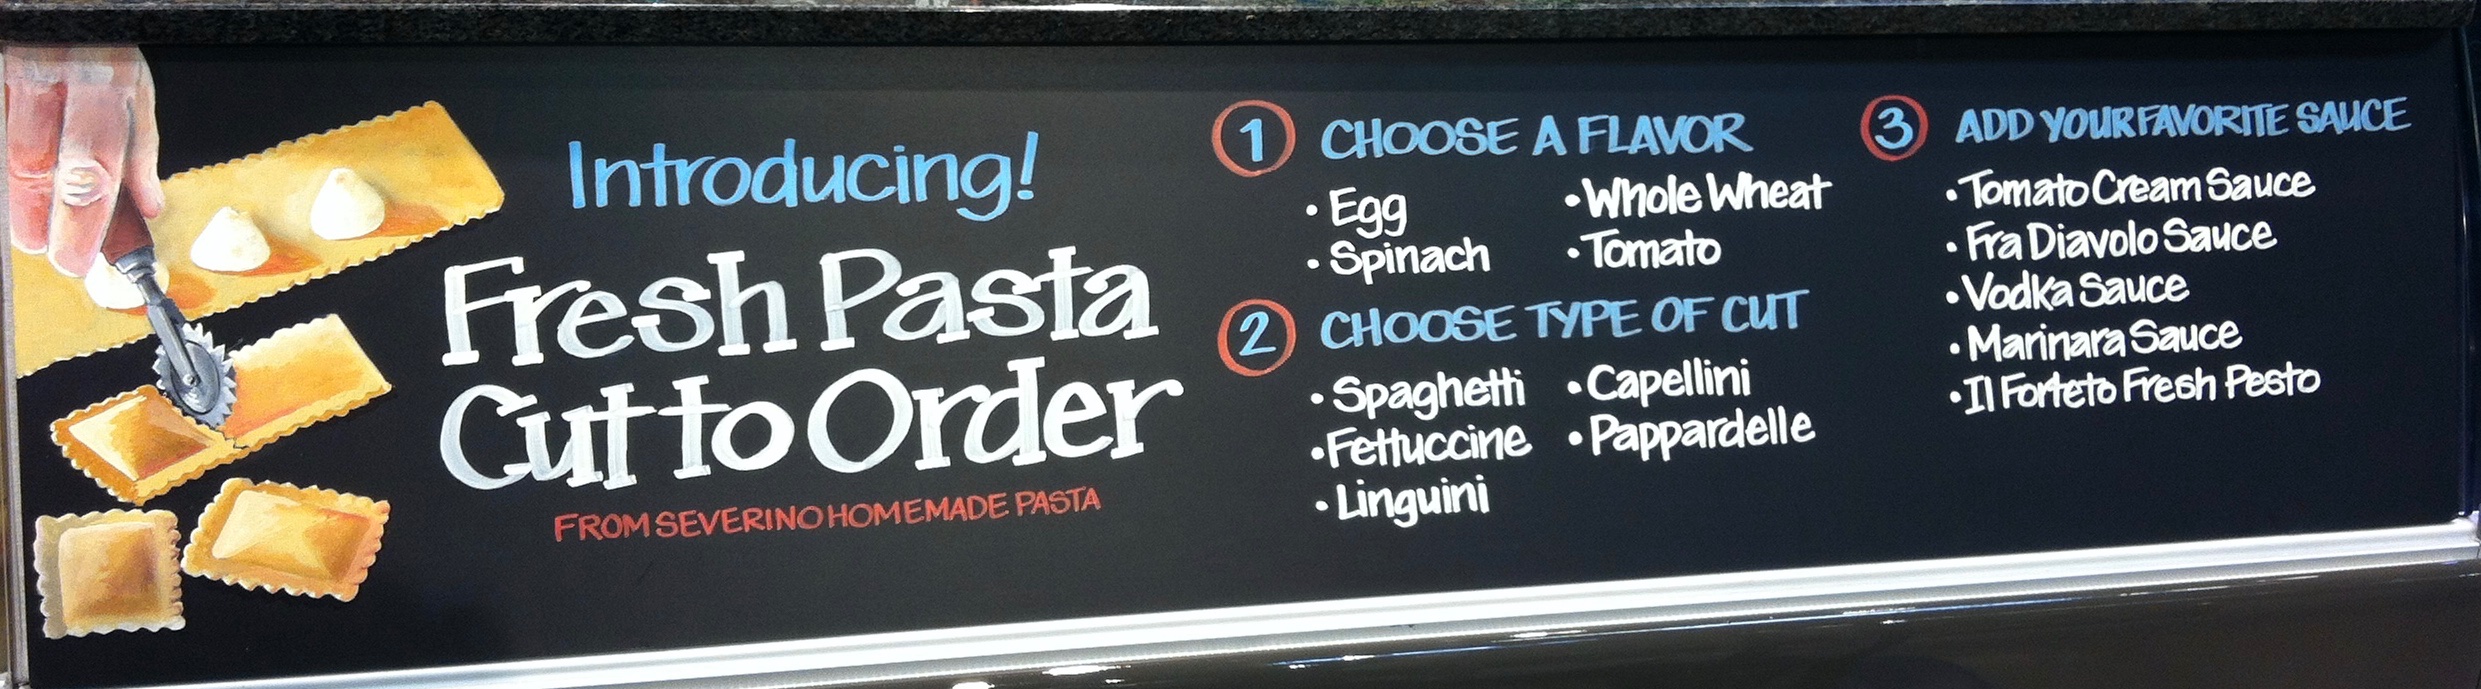 Introducing!
Fresh Pasta
Cut to Order
FROM SEVERINO HOMEMADE PASTA
1 CHOOSE A FLAVOR
• Egg
• Spinach
• Whole Wheat
• Tomato
2 CHOOSE TYPE OF CUT
• Spaghetti
• Fettuccine
• Linguini
• Capellini
• Pappardelle
3 ADD YOUR FAVORITE SAUCE
• Tomato Cream Sauce
• Fra Diavolo Sauce
• Vodka Sauce
• Marinara Sauce
• Il Forteto Fresh Pesto